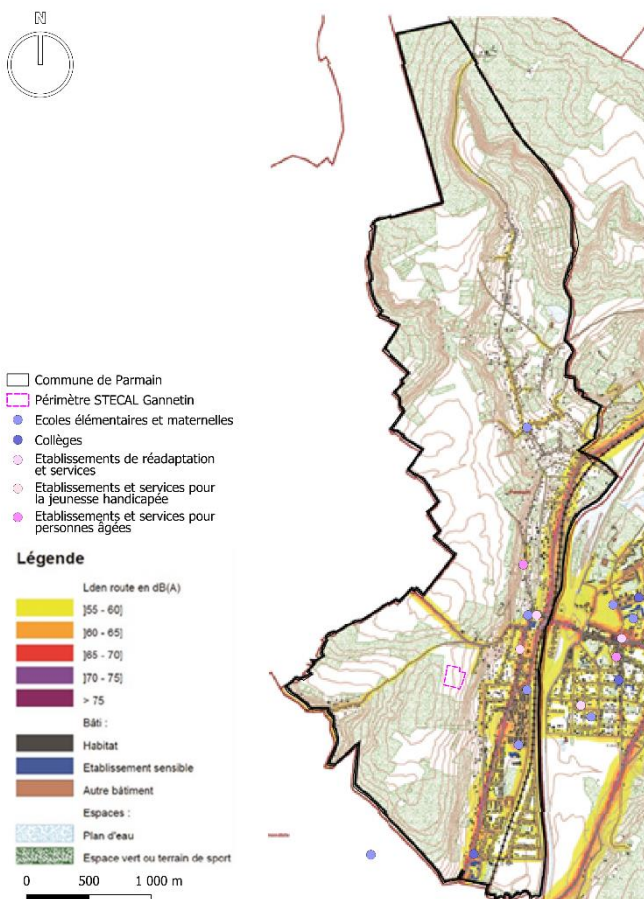 N
Commune de Parmain
Périmètre STECAL Gannetin
Ecoles élémentaires et maternelles
Collèges
Etablissements de réadaptation
et services
Etablissements et services pour
la jeunesse handicapée
Etablissements et services pour
personnes âgées
Légende
Lden route en dB(A)
]55 - 60]
]60 - 65]
]65 - 70]
]70 - 75]
> 75
Bâti :
Habitat
Etablissement sensible
Autre bâtiment
Espaces :
Plan d'eau
Espace vert ou terrain de sport
0 500 1 000 m